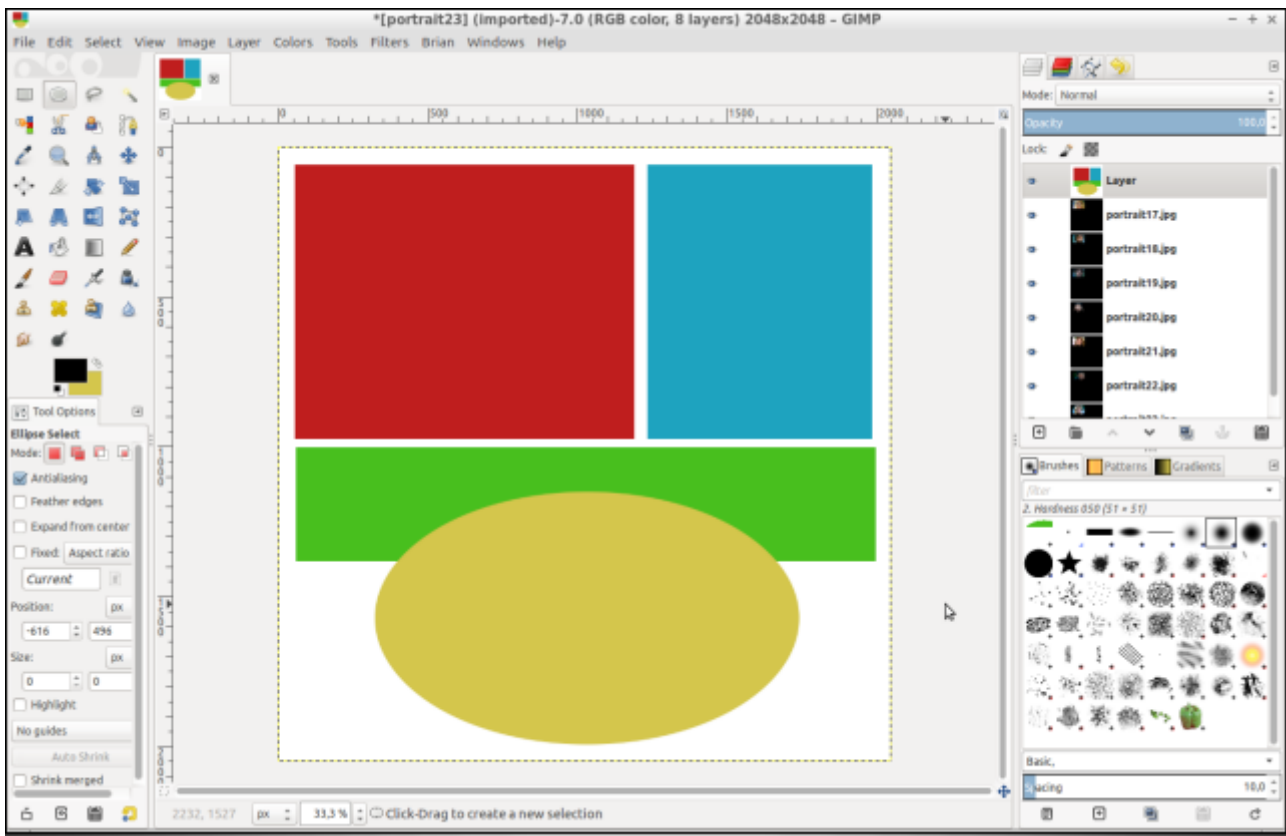 *[portrait23] (imported)-7.0 (RGB color, 8 layers) 2048x2048 – GIMP
File Edit Select View Image Layer Colors Tools Filters Brian Windows Help
Mode: Normal
Opacity 100,0
Lock:
Layer
portrait17.jpg
portrait18.jpg
portrait19.jpg
portrait20.jpg
portrait21.jpg
portrait22.jpg
0 500 1000 1500 2000
0
500
1000
1500
2000
Tool Options
Ellipse Select
Mode:
Antialiasing
Feather edges
Expand from center
Fixed: Aspect ratio
Current
Position: px
-616 496
Size: px
0 0
Highlight
No guides
Auto Shrink
Shrink merged
Brushes Patterns Gradients
filter
2. Hardness 050 (51 × 51)
Basic,
Spacing 10,0
2232, 1527 px 33,3 % Click-Drag to create a new selection